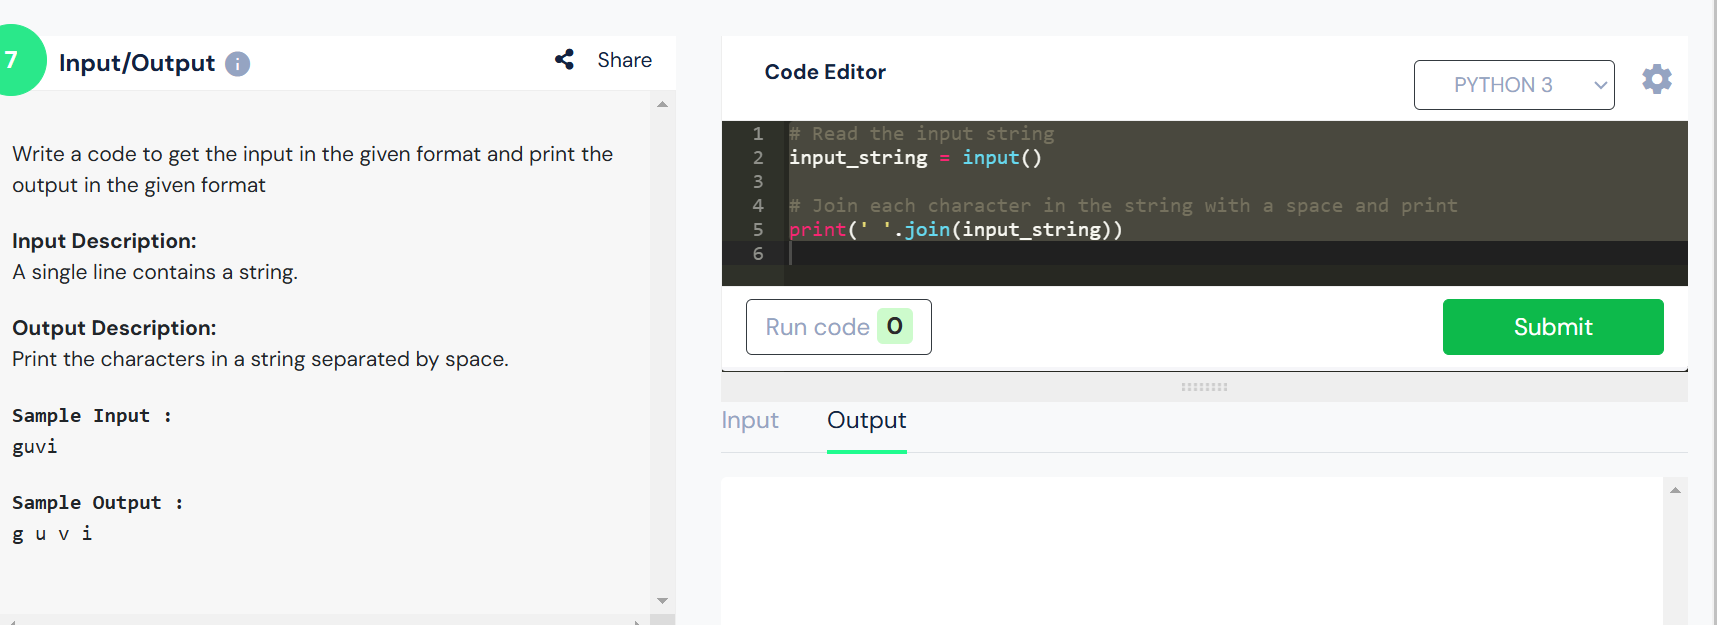 7
Input/Output i
Share
Write a code to get the input in the given format and print the
output in the given format
Input Description:
A single line contains a string.
Output Description:
Print the characters in a string separated by space.
Sample Input :
guvi
Sample Output :
g u v i
Code Editor
PYTHON 3
1 # Read the input string
2 input_string = input()
3
4 # Join each character in the string with a space and print
5 print(' '.join(input_string))
6
Run code 0
Submit
Input Output